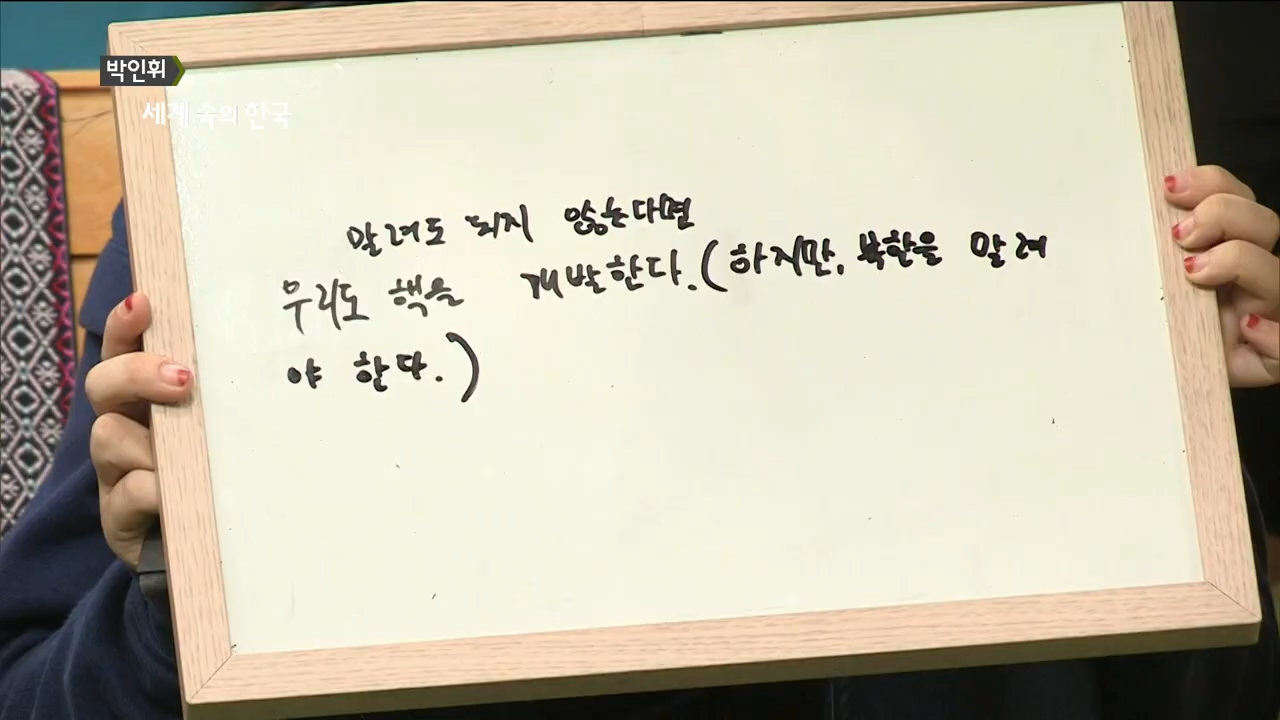 박인휘
세계 속의 한국
말려도 되지 않는다면
우리도 핵을 개발한다. (하지만, 북한을 말려
야 한다.)